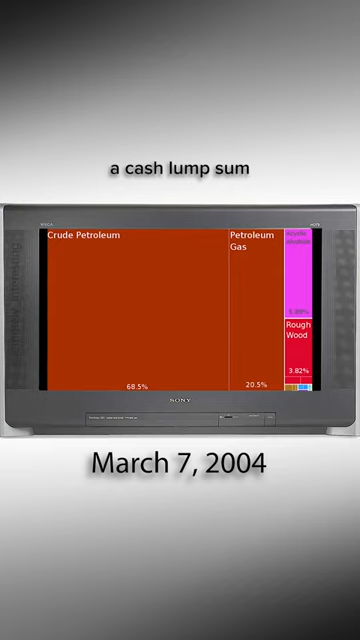 a cash lump sum
Crude Petroleum
Petroleum
Gas
Rough
Wood
3.82%
68.5%
20.5%
SONY
March 7, 2004